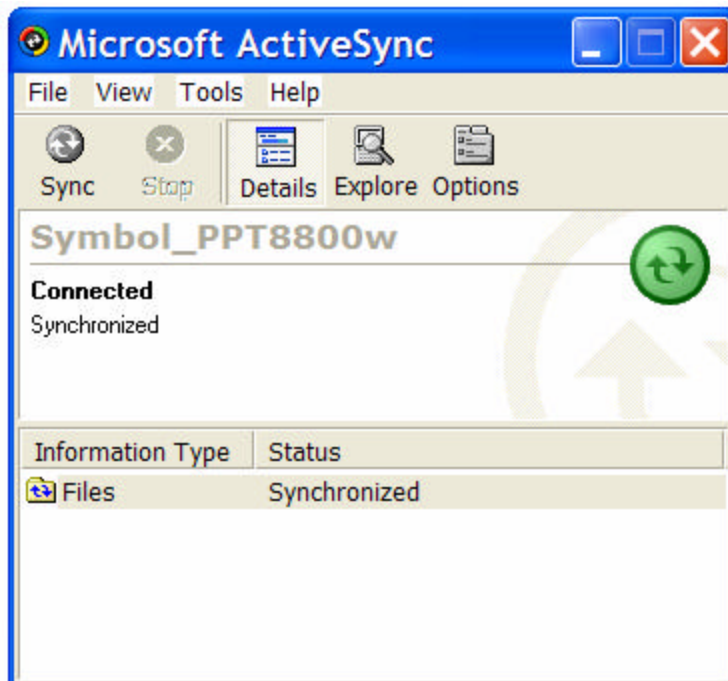 Microsoft ActiveSync
File View Tools Help
Sync Stop Details Explore Options
Symbol_PPT8800w
Connected
Synchronized
Information Type Status
Files Synchronized